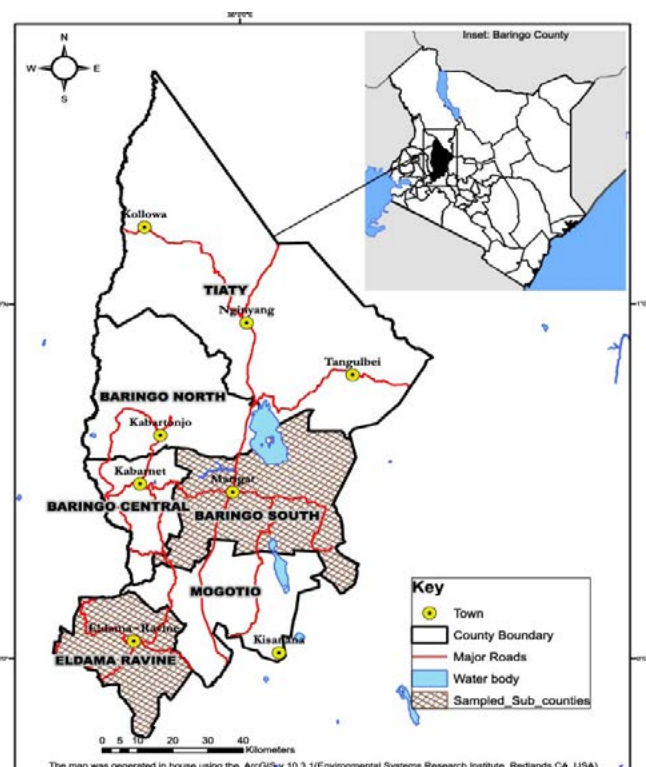 Inset: Baringo County
N
W E
S
Kollowa
TIATY
Nginyang
Tangulbei
BARINGO NORTH
Kabartonjo
Kabarnet
Marigat
BARINGO CENTRAL
BARINGO SOUTH
MOGOTIO
Eldama-Ravine
Kisanana
ELDAMA RAVINE
Key
Town
County Boundary
Major Roads
Water body
Sampled_Sub_counties
0 5 10 20 30 40
Kilometers
The map was generated in house using the ArcGIS v 10.3.1(Environmental Systems Research Institute, Redlands CA, USA)